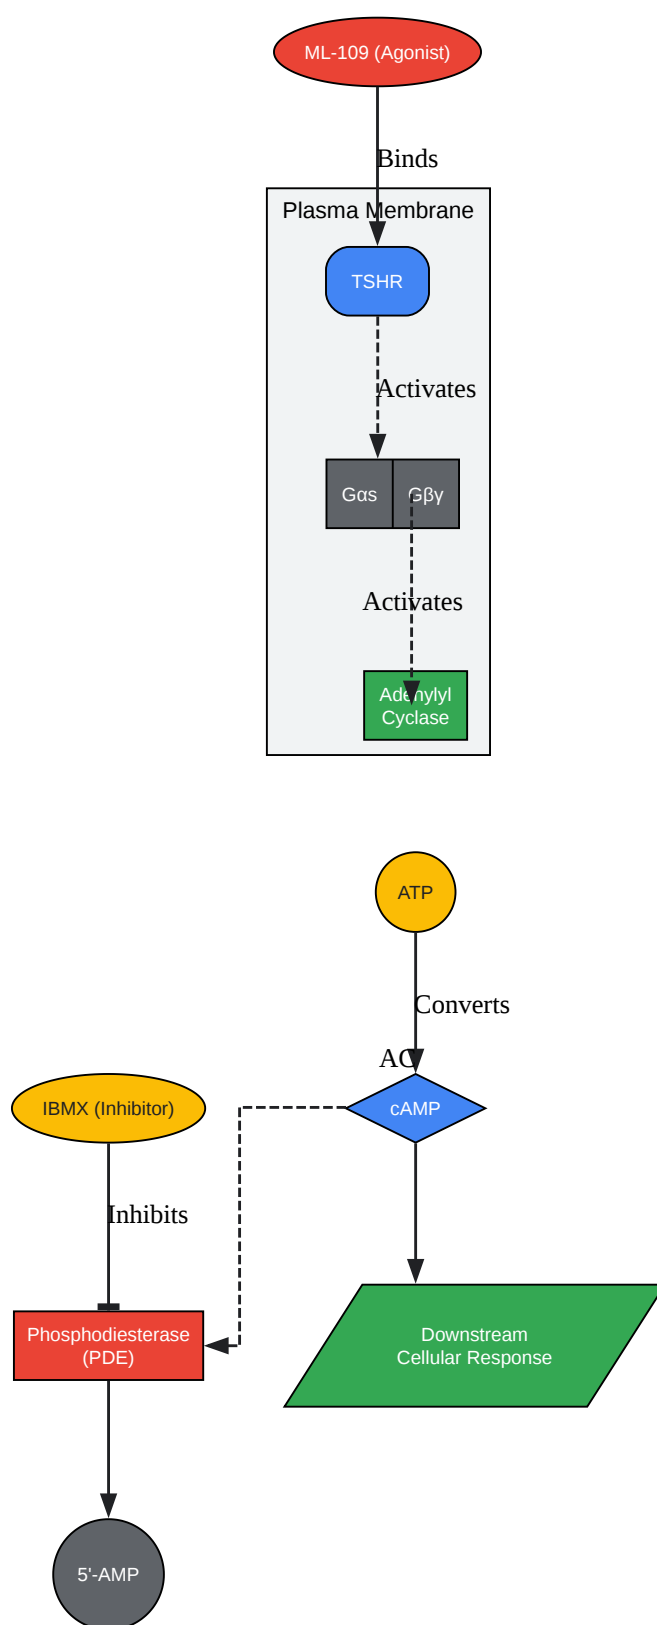 ML-109 (Agonist)
Binds
Plasma Membrane
TSHR
Activates
Gαs
Gβγ
Activates
Adenylyl
Cyclase
ATP
Converts
AC
IBMX (Inhibitor)
cAMP
Inhibits
Phosphodiesterase
(PDE)
Downstream
Cellular Response
5'-AMP